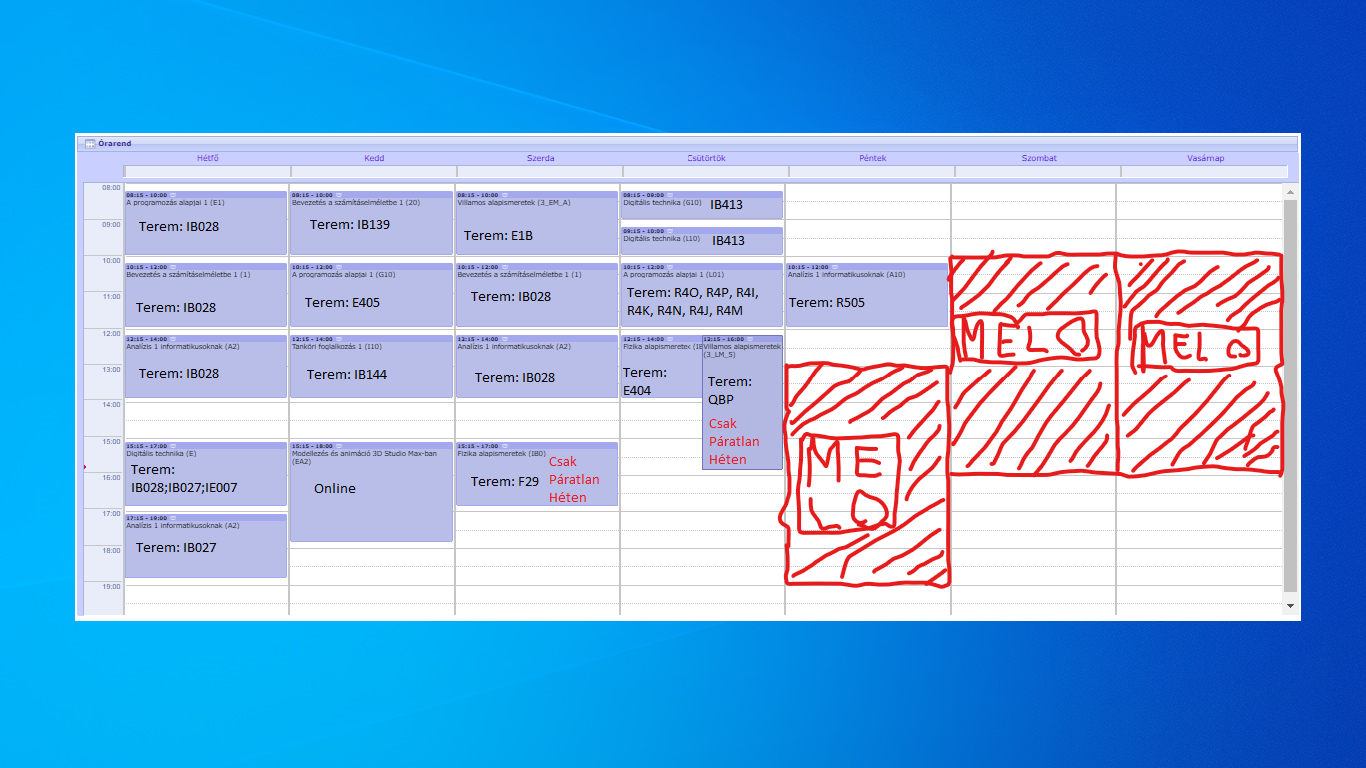 Órarend
Hétfő Kedd Szerda Csütörtök Péntek Szombat Vasárnap
08:00
09:00
10:00
11:00
12:00
13:00
14:00
15:00
16:00
17:00
18:00
19:00
08:15 - 10:00
A programozás alapjai 1 (E1)
Terem: IB028
10:15 - 12:00
Bevezetés a számításelméletbe 1 (1)
Terem: IB028
12:15 - 14:00
Analízis 1 informatikusoknak (A2)
Terem: IB028
15:15 - 17:00
Digitális technika (E)
Terem:
IB028;IB027;IE007
17:15 - 19:00
Analízis 1 informatikusoknak (A2)
Terem: IB027
08:15 - 10:00
Bevezetés a számításelméletbe 1 (20)
Terem: IB139
10:15 - 12:00
A programozás alapjai 1 (G10)
Terem: E405
12:15 - 14:00
Tanköri foglalkozás 1 (I10)
Terem: IB144
15:15 - 18:00
Modellezés és animáció 3D Studio Max-ban
(EA2)
Online
08:15 - 10:00
Villamos alapismeretek (3_EM_A)
Terem: E1B
10:15 - 12:00
Bevezetés a számításelméletbe 1 (1)
Terem: IB028
12:15 - 14:00
Analízis 1 informatikusoknak (A2)
Terem: IB028
15:15 - 17:00
Fizika alapismeretek (IB0)
Terem: F29
Csak
Páratlan
Héten
08:15 - 09:00
Digitális technika (G10) IB413
09:15 - 10:00
Digitális technika (L10) IB413
10:15 - 12:00
A programozás alapjai 1 (L01)
Terem: R4O, R4P, R4I,
R4K, R4N, R4J, R4M
12:15 - 14:00
Fizika alapismeretek (IE
Terem:
E404
12:15 - 16:00
Villamos alapismeretek
(3_LM_5)
Terem:
QBP
Csak
Páratlan
Héten
10:15 - 12:00
Analízis 1 informatikusoknak (A10)
Terem: R505
ME
LO
MELO
MELO